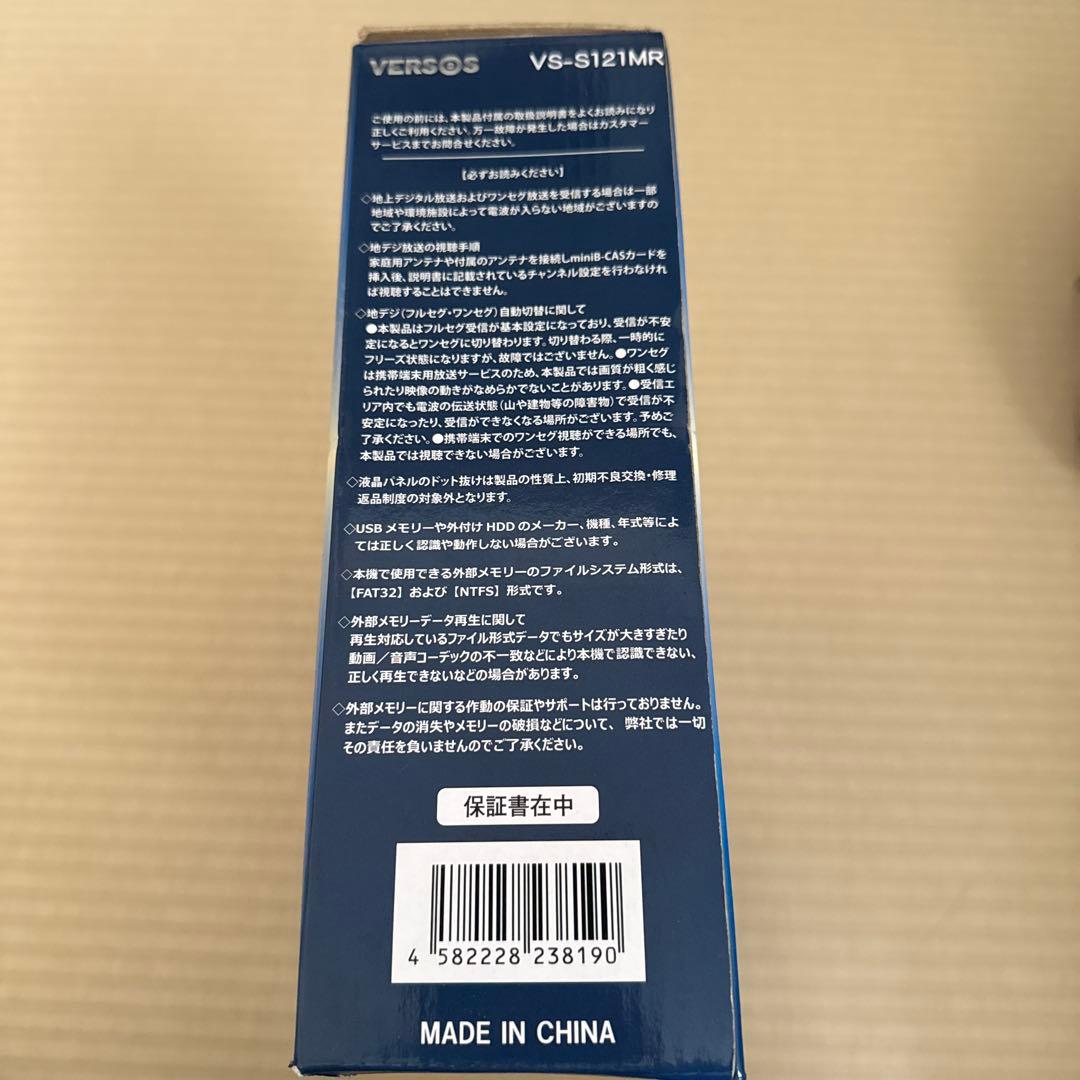 VERSOS VS-S121MR
ご使用の前には、本製品付属の取扱説明書をよくお読みになり
正しくご利用ください。万一故障が発生した場合はカスタマー
サービスまでお問合せください。
【必ずお読みください】
◇地上デジタル放送およびワンセグ放送を受信する場合は一部
地域や環境施設によって電波が入らない地域がございますの
でご了承ください。
◇地デジ放送の視聴手順
家庭用アンテナや付属のアンテナを接続しminiB-CASカードを
挿入後、説明書に記載されているチャンネル設定を行わなけれ
ば視聴することはできません。
◇地デジ(フルセグ・ワンセグ)自動切替に関して
●本製品はフルセグ受信が基本設定になっており、受信が不安
定になるとワンセグに切り替わります。切り替わる際、一時的に
フリーズ状態になりますが、故障ではございません。●ワンセグ
は携帯端末用放送サービスのため、本製品では画質が粗く感じ
られたり映像の動きがなめらかでないことがあります。●受信エ
リア内でも電波の伝送状態(山や建物等の障害物)で受信が不
安定になったり、受信ができなくなる場所がございます。予めご
了承ください。●携帯端末でのワンセグ視聴ができる場所でも、
本製品では視聴できない場合がございます。
◇液晶パネルのドット抜けは製品の性質上、初期不良交換・修理
返品制度の対象外となります。
◇USBメモリーや外付けHDDのメーカー、機種、年式等によ
ては正しく認識や動作しない場合がございます。
◇本機で使用できる外部メモリーのファイルシステム形式は、
【FAT32】および【NTFS】形式です。
◇外部メモリーデータ再生に関して
再生対応しているファイル形式データでもサイズが大きすぎたり
動画／音声コーデックの不一致などにより本機で認識できない、
正しく再生できないなどの場合があります。
◇外部メモリーに関する作動の保証やサポートは行っておりません。
またデータの消失やメモリーの破損などについて、弊社では一切
その責任を負いませんのでご了承ください。
保証書在中
4 582228 238190
MADE IN CHINA